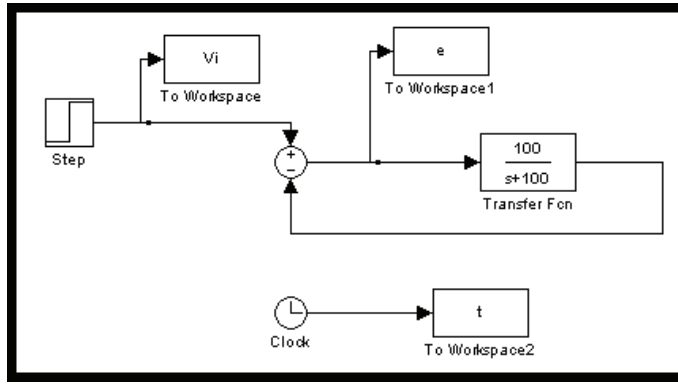 Vi
To Workspace
e
To Workspace1
Step
+
−
100
s+100
Transfer Fcn
Clock
t
To Workspace2